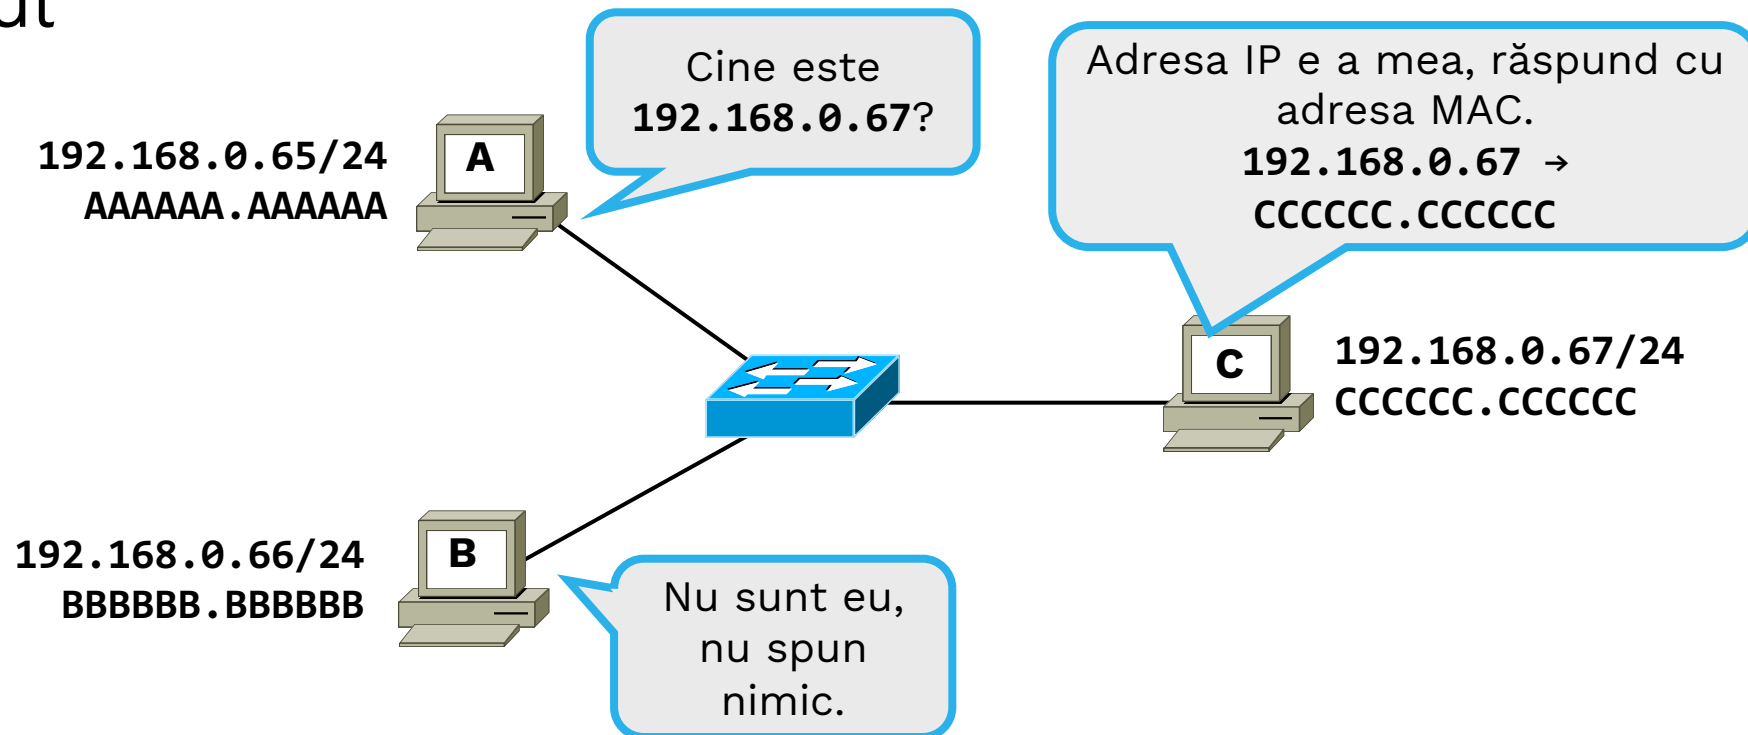 Cine este
192.168.0.67?
Adresa IP e a mea, răspund cu
adresa MAC.
192.168.0.67 →
CCCCCC.CCCCCC
192.168.0.65/24
AAAAAA.AAAAAA
A
C
192.168.0.67/24
CCCCCC.CCCCCC
192.168.0.66/24
BBBBBB.BBBBBB
B
Nu sunt eu,
nu spun
nimic.